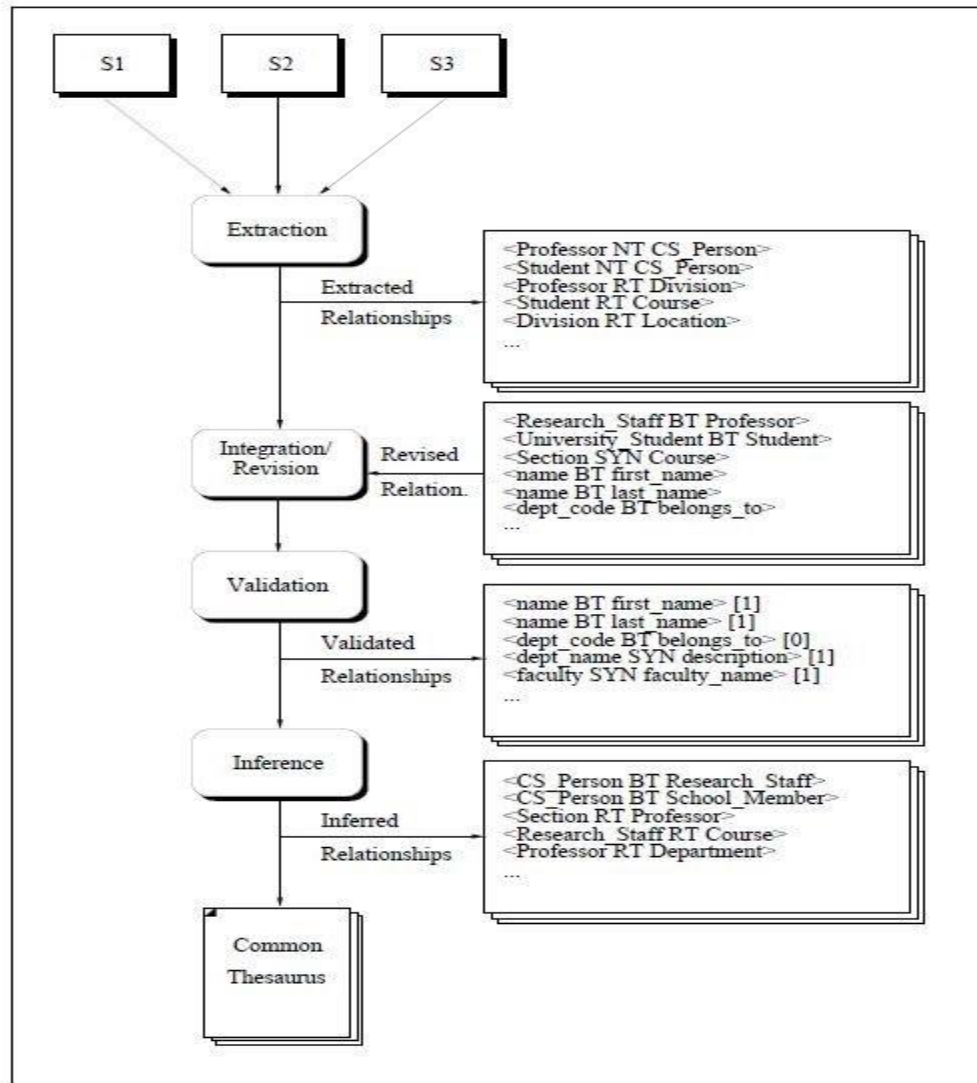 S1
S2
S3
Extraction
Extracted
Relationships
<Professor NT CS_Person>
<Student NT CS_Person>
<Professor RT Division>
<Student RT Course>
<Division RT Location>
...
Integration/
Revision
Revised
Relation.
<Research_Staff BT Professor>
<University_Student BT Student>
<Section SYN Course>
<name BT first_name>
<name BT last_name>
<dept_code BT belongs_to>
...
Validation
Validated
Relationships
<name BT first_name> [1]
<name BT last_name> [1]
<dept_code BT belongs_to> [0]
<dept_name SYN description> [1]
<faculty SYN faculty_name> [1]
...
Inference
Inferred
Relationships
<CS_Person BT Research_Staff>
<CS_Person BT School_Member>
<Section RT Professor>
<Research_Staff RT Course>
<Professor RT Department>
...
Common
Thesaurus